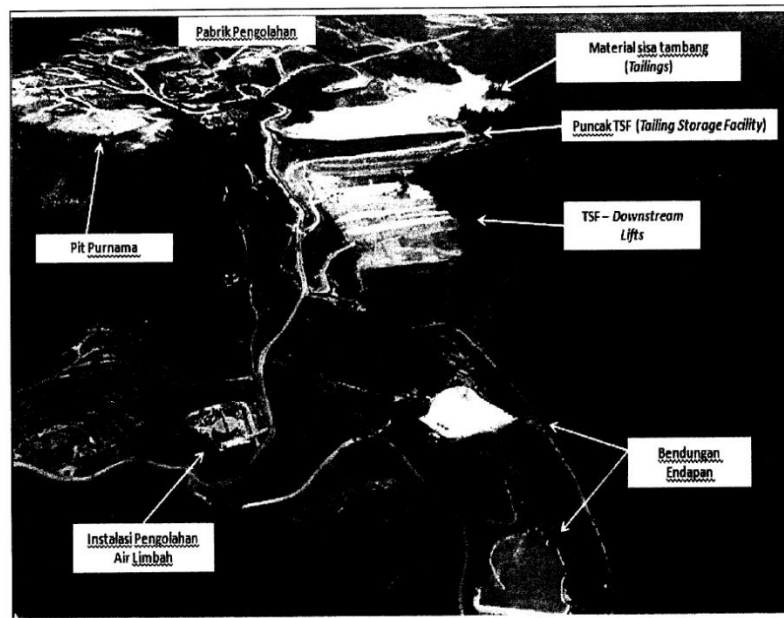 Pabrik Pengolahan
Material sisa tambang
(Tailings)
Puncak TSF (Tailing Storage Facility)
TSF – Downstream
Lifts
Pit Purnama
Bendungan
Endapan
Instalasi Pengolahan
Air Limbah